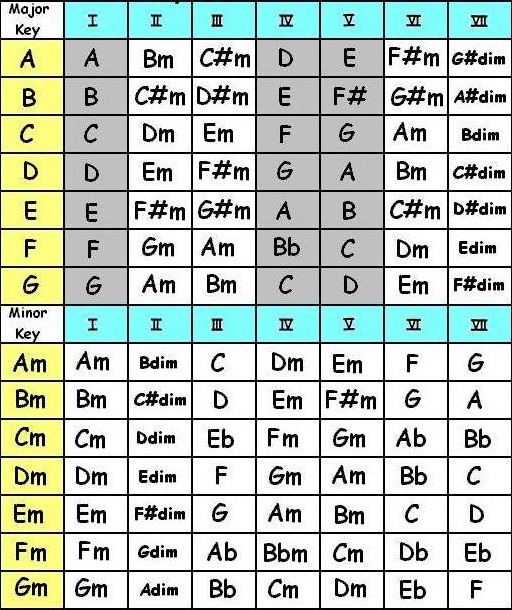 Major Key I II III IV V VI VII
A A Bm C#m D E F#m G#dim
B B C#m D#m E F# G#m A#dim
C C Dm Em F G Am Bdim
D D Em F#m G A Bm C#dim
E E F#m G#m A B C#m D#dim
F F Gm Am Bb C Dm Edim
G G Am Bm C D Em F#dim
Minor Key I II III IV V VI VII
Am Am Bdim C Dm Em F G
Bm Bm C#dim D Em F#m G A
Cm Cm Ddim Eb Fm Gm Ab Bb
Dm Dm Edim F Gm Am Bb C
Em Em F#dim G Am Bm C D
Fm Fm Gdim Ab Bbm Cm Db Eb
Gm Gm Adim Bb Cm Dm Eb F